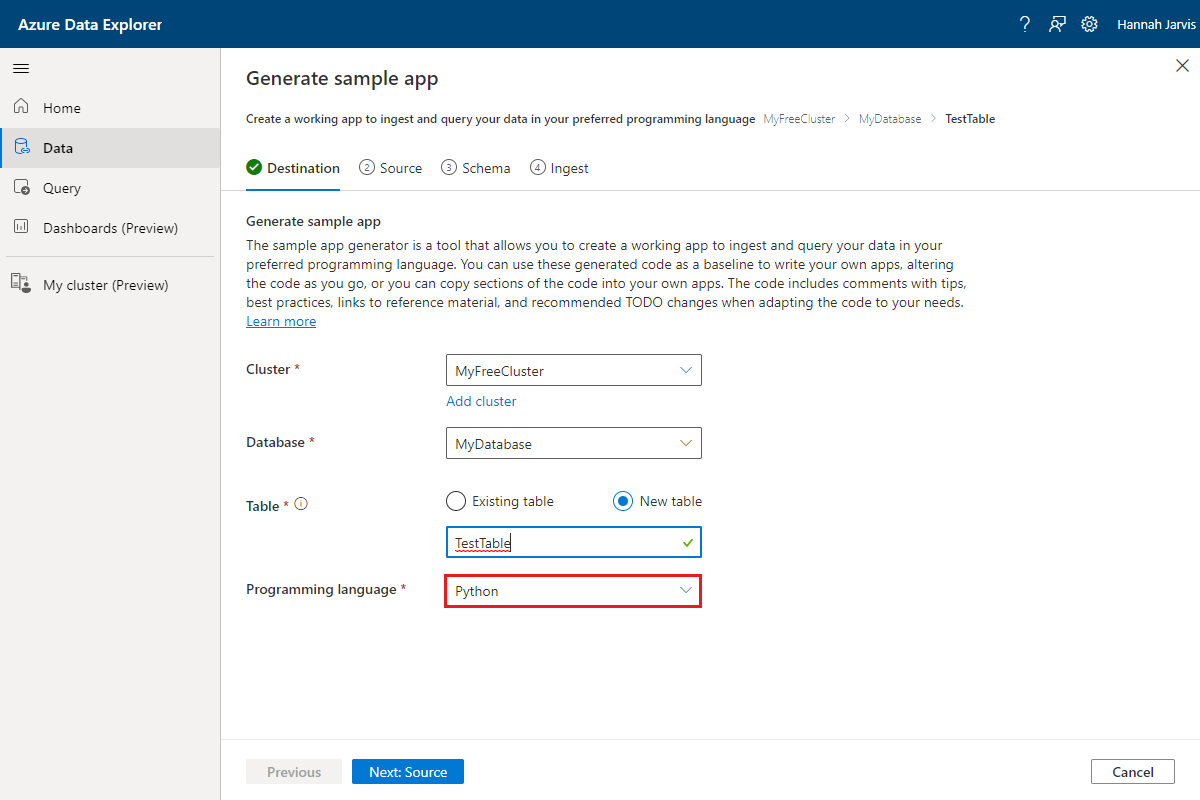 Azure Data Explorer
? Hannah Jarvis
Home
Data
Query
Dashboards (Preview)
My cluster (Preview)
Generate sample app
Create a working app to ingest and query your data in your preferred programming language MyFreeCluster > MyDatabase > TestTable
Destination 2 Source 3 Schema 4 Ingest
Generate sample app
The sample app generator is a tool that allows you to create a working app to ingest and query your data in your
preferred programming language. You can use these generated code as a baseline to write your own apps, altering
the code as you go, or you can copy sections of the code into your own apps. The code includes comments with tips,
best practices, links to reference material, and recommended TODO changes when adapting the code to your needs.
Learn more
Cluster * MyFreeCluster
Add cluster
Database * MyDatabase
Table * Existing table New table
TestTable
Programming language * Python
Previous Next: Source Cancel